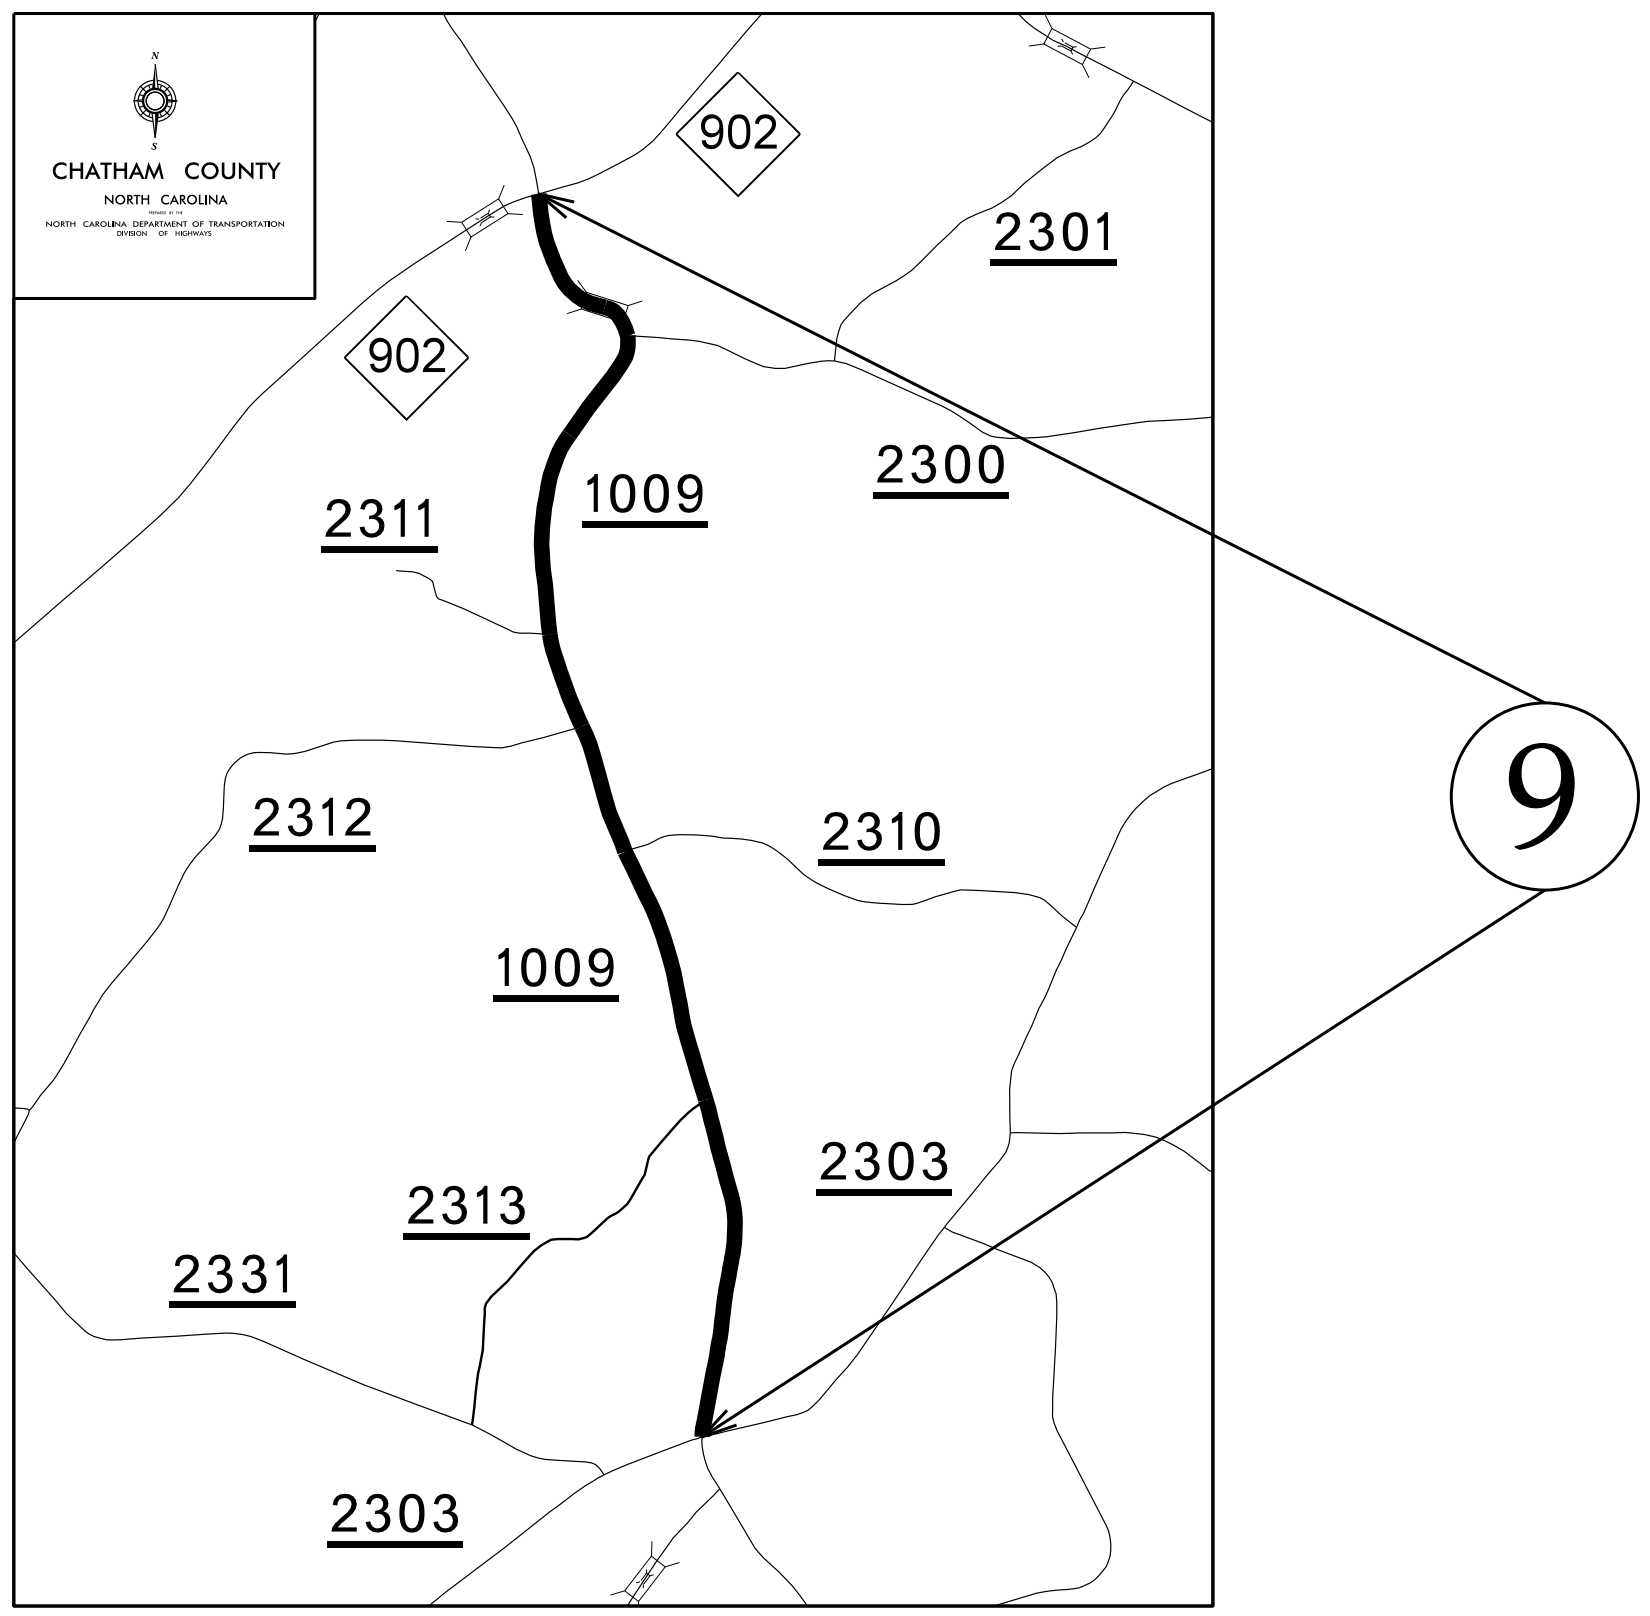 N
S
CHATHAM COUNTY
NORTH CAROLINA
PREPARED BY THE
NORTH CAROLINA DEPARTMENT OF TRANSPORTATION
DIVISION OF HIGHWAYS
902
2301
902
2300
1009
2311
9
2312
2310
1009
2303
2313
2331
2303